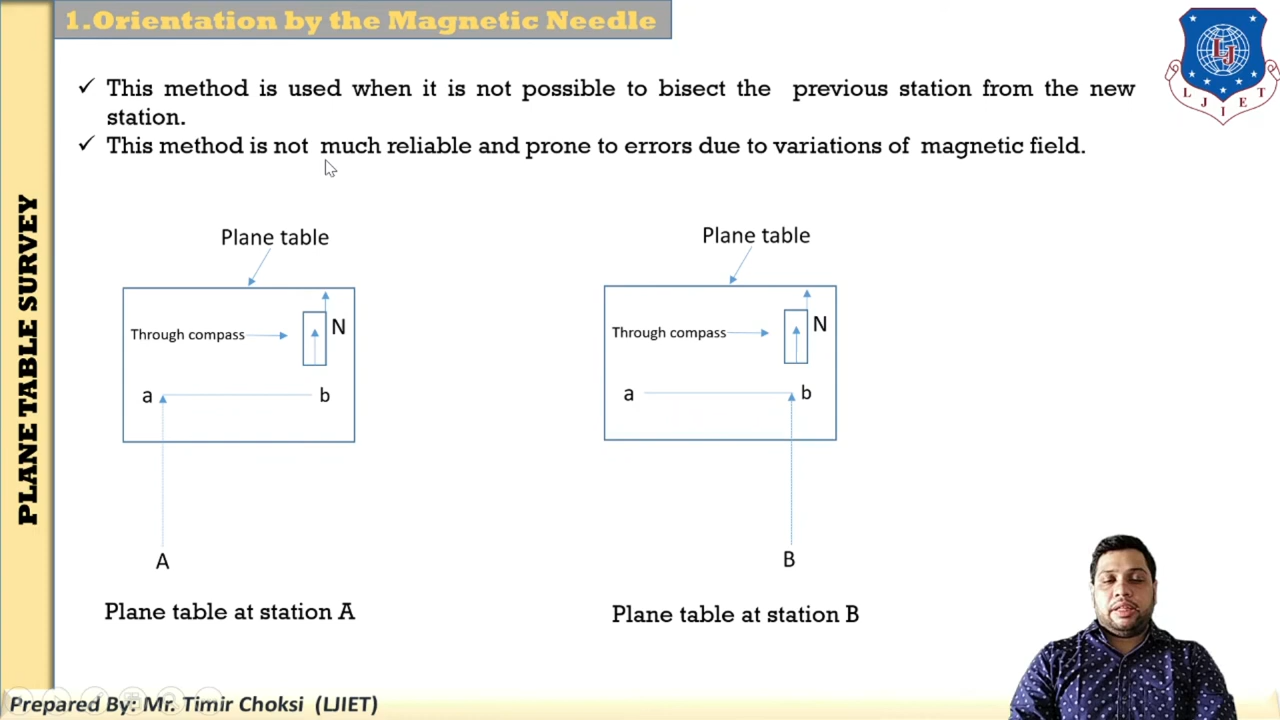 1.Orientation by the Magnetic Needle
✓ This method is used when it is not possible to bisect the previous station from the new
station.
✓ This method is not much reliable and prone to errors due to variations of magnetic field.
LJ
L J I E T
PLANE TABLE SURVEY
Plane table
Through compass
N
a
b
A
Plane table at station A
Plane table
Through compass
N
a
b
B
Plane table at station B
Prepared By: Mr. Timir Choksi (LJIET)